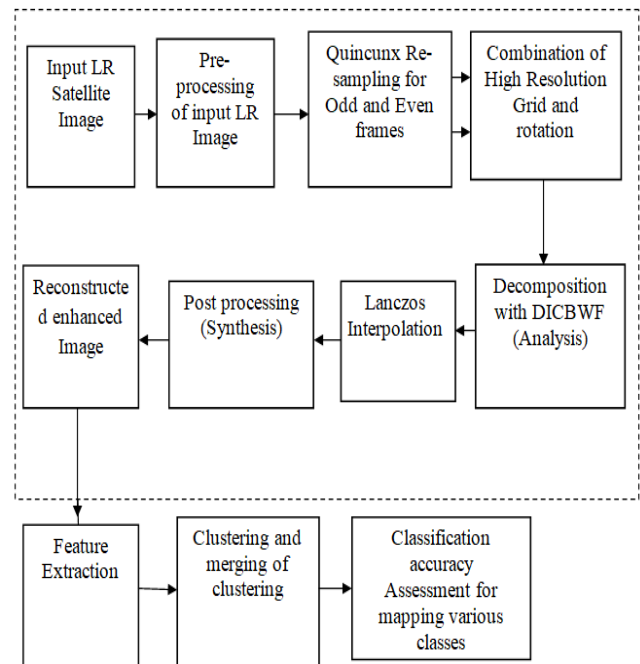 Input LR
Satellite
Image
Pre-
processing
of input LR
Image
Quincunx Re-
sampling for
Odd and Even
frames
Combination of
High Resolution
Grid and
rotation
Decomposition
with DICBWF
(Analysis)
Lanczos
Interpolation
Post processing
(Synthesis)
Reconstructe
d enhanced
Image
Feature
Extraction
Clustering and
merging of
clustering
Classification
accuracy
Assessment for
mapping various
classes